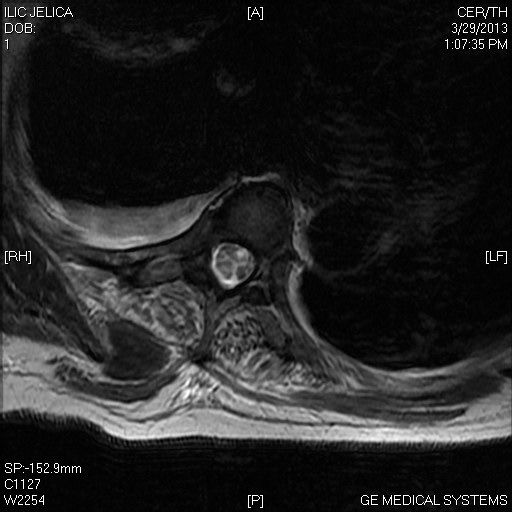 ILIC JELICA
DOB:
1
[A]
CER/TH
3/29/2013
1:07:35 PM
[RH]
[LF]
SP:-152.9mm
C1127
W2254
[P]
GE MEDICAL SYSTEMS